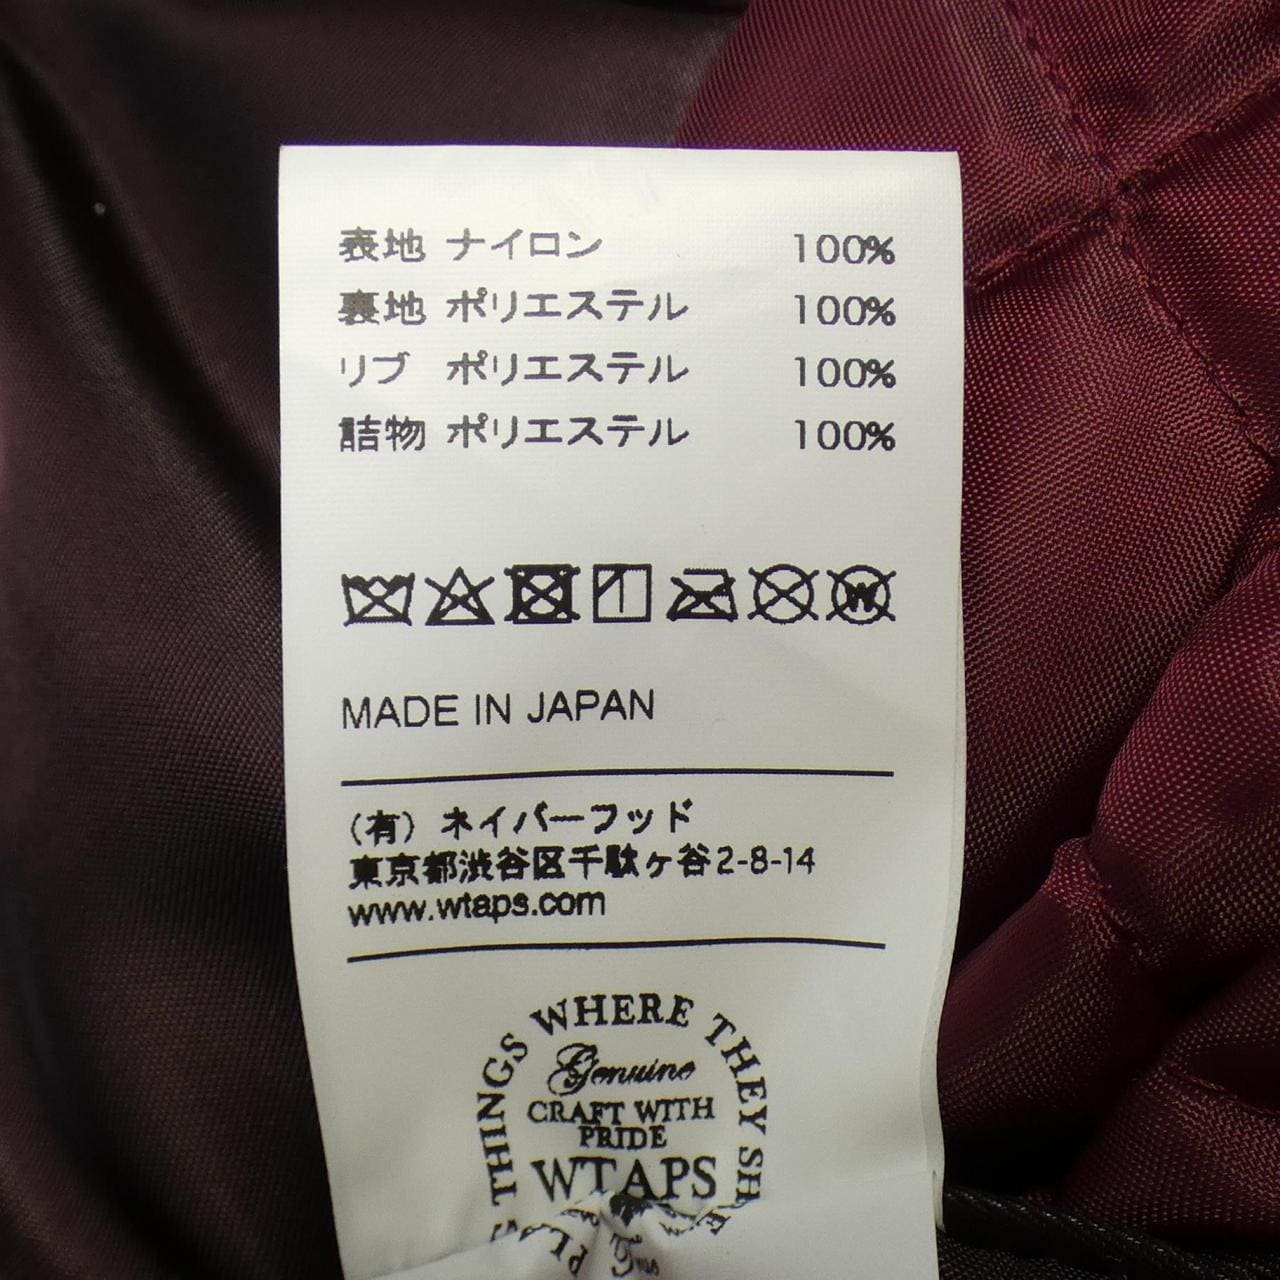 表地 ナイロン 100%
裏地 ポリエステル 100%
リブ ポリエステル 100%
詰物 ポリエステル 100%
W
MADE IN JAPAN
(有) ネイバーフッド
東京都渋谷区千駄ヶ谷2-8-14
www.wtaps.com
THINGS WHERE THEY
Genuine
CRAFT WITH
PRIDE
WTAPS